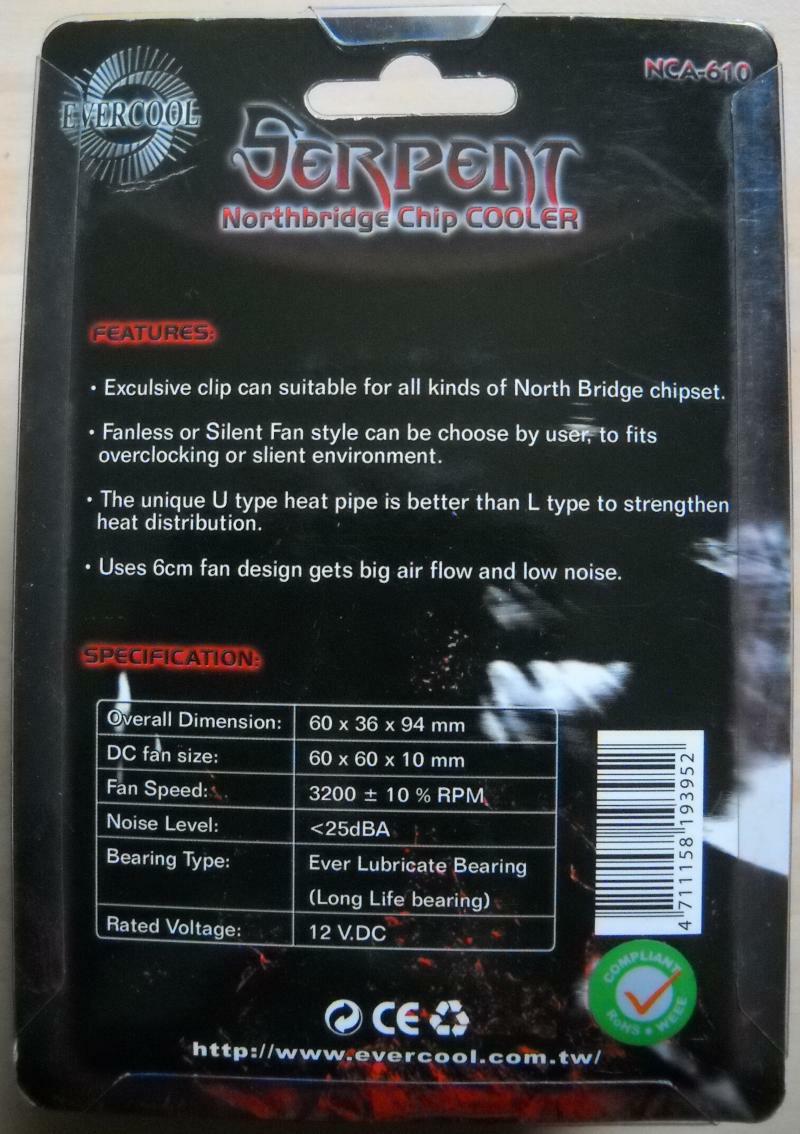 NCA-610
EVERCOOL
SERPENT
Northbridge Chip COOLER
FEATURES:
• Exculsive clip can suitable for all kinds of North Bridge chipset.
• Fanless or Silent Fan style can be choose by user, to fits
overclocking or slient environment.
• The unique U type heat pipe is better than L type to strengthen
heat distribution.
• Uses 6cm fan design gets big air flow and low noise.
SPECIFICATION:
Overall Dimension: 60 x 36 x 94 mm
DC fan size: 60 x 60 x 10 mm
Fan Speed: 3200 ± 10 % RPM
Noise Level: <25dBA
Bearing Type: Ever Lubricate Bearing
(Long Life bearing)
Rated Voltage: 12 V.DC
4 711158 193952
COMPLIANT
RoHS • WEEE
CE
http://www.evercool.com.tw/